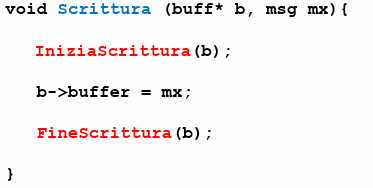 void Scrittura (buff* b, msg mx){
IniziaScrittura(b);
b->buffer = mx;
FineScrittura(b);
}